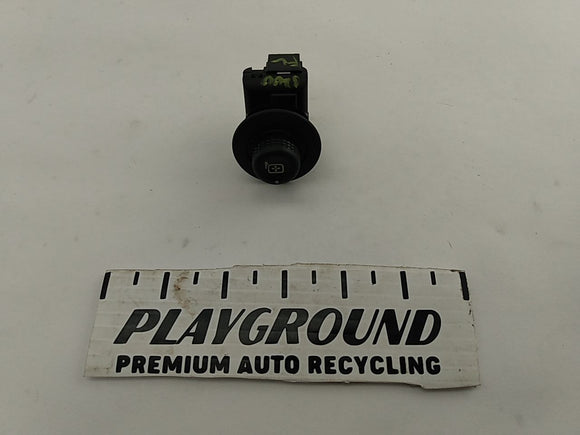 PLAYGROUND
PREMIUM AUTO RECYCLING